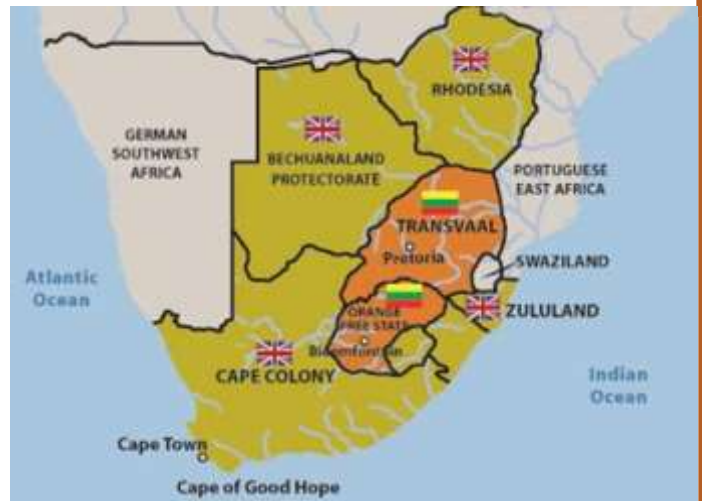 RHODESIA
GERMAN
SOUTHWEST
AFRICA
BECHUANALAND
PROTECTORATE
PORTUGUESE
EAST AFRICA
TRANSVAAL
Pretoria
SWAZILAND
Atlantic
Ocean
ORANGE
FREE STATE
ZULULAND
Bloemfontein
CAPE COLONY
Indian
Ocean
Cape Town
Cape of Good Hope